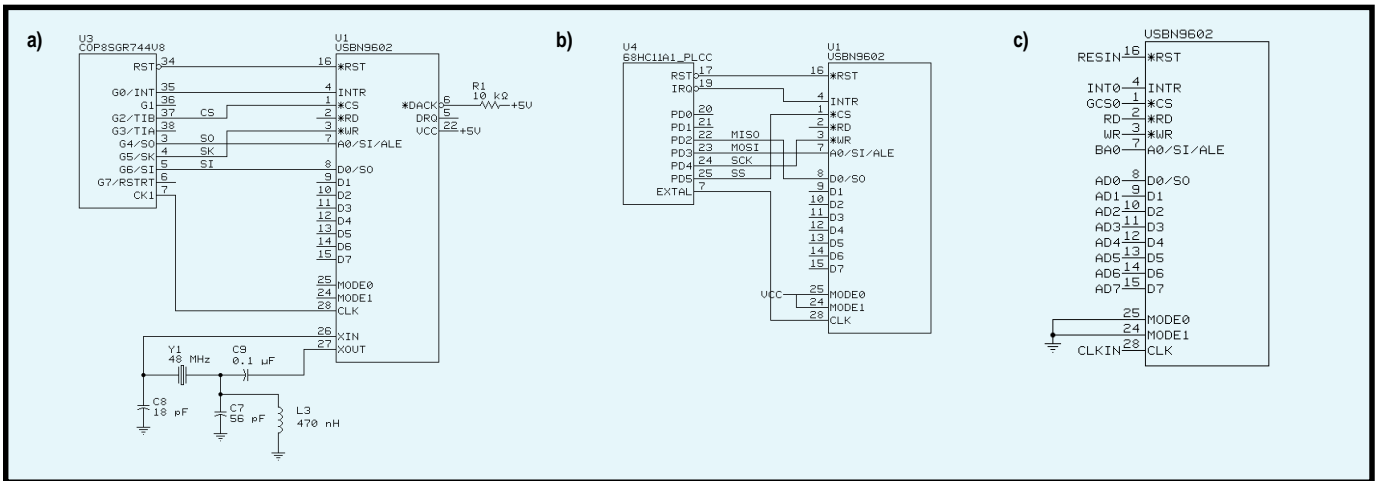 a)
U3
COP8SGR744V8
RST 34
G0/INT 35
G1 36
G2/TIB 37 CS
G3/TIA 38
G4/SO 3 SO
G5/SK 4 SK
G6/SI 5 SI
G7/RSTRT 6
CK1 7
U1
USBN9602
16 *RST
4 INTR
1 *CS
2 *RD
3 *WR
7 A0/SI/ALE
8 D0/SO
9 D1
10 D2
11 D3
12 D4
13 D5
14 D6
15 D7
25 MODE0
24 MODE1
28 CLK
26 XIN
27 XOUT
*DACK 6
DRQ 5
VCC 22 +5V
R1
10 kΩ
+5V
Y1
48 MHz
C9
0.1 µF
C8
18 pF
C7
56 pF
L3
470 nH
b)
U4
68HC11A1_PLCC
RST 17
IRQ 19
PD0 20
PD1 21
PD2 22 MISO
PD3 23 MOSI
PD4 24 SCK
PD5 25 SS
EXTAL 7
U1
USBN9602
16 *RST
4 INTR
1 *CS
2 *RD
3 *WR
7 A0/SI/ALE
8 D0/SO
9 D1
10 D2
11 D3
12 D4
13 D5
14 D6
15 D7
VCC 25 MODE0
24 MODE1
28 CLK
c)
USBN9602
RESIN 16 *RST
INT0 4 INTR
GCS0 1 *CS
RD 2 *RD
WR 3 *WR
BA0 7 A0/SI/ALE
AD0 8 D0/SO
AD1 9 D1
AD2 10 D2
AD3 11 D3
AD4 12 D4
AD5 13 D5
AD6 14 D6
AD7 15 D7
25 MODE0
24 MODE1
CLKIN 28 CLK